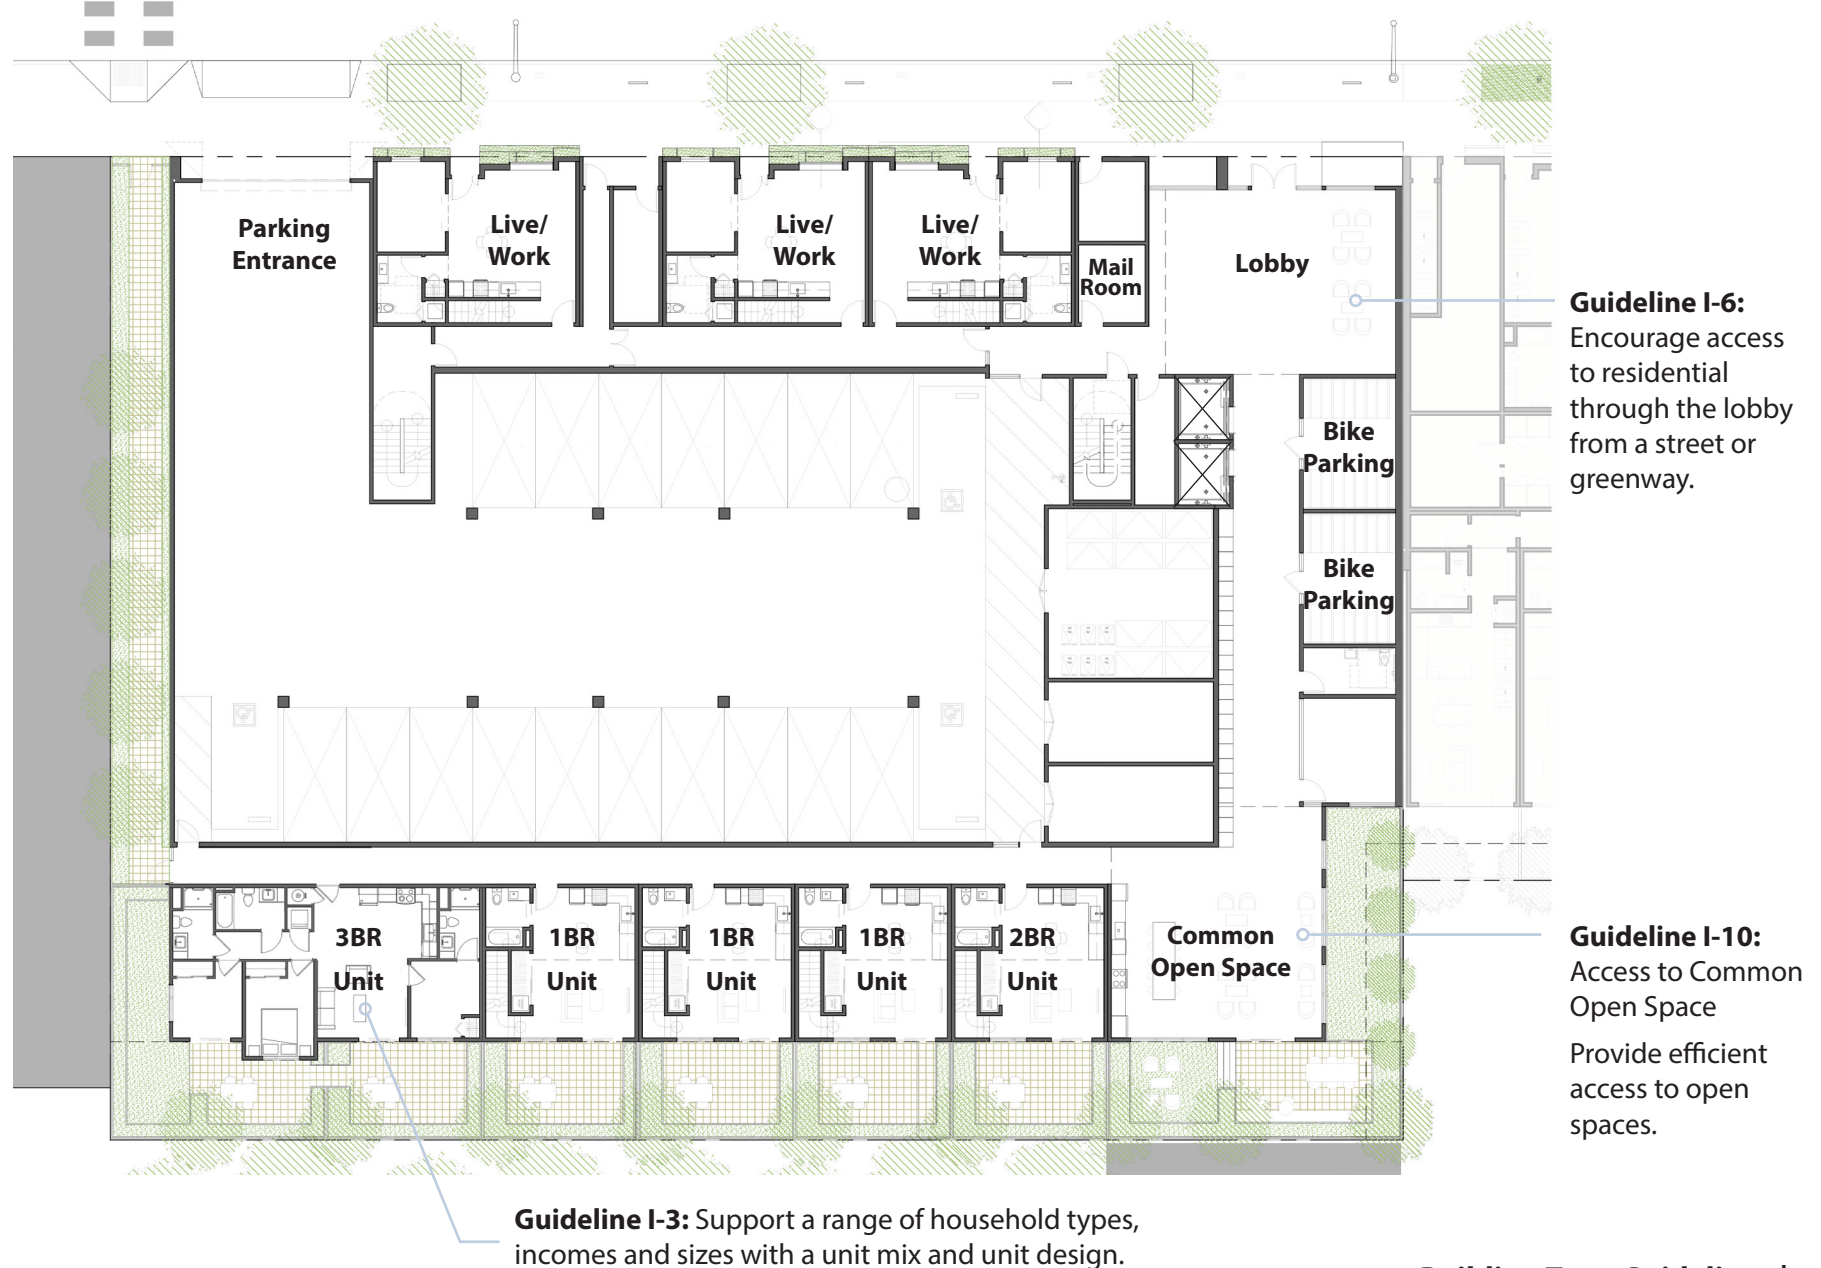 Parking
Entrance
Live/
Work
Live/
Work
Live/
Work
Mail
Room
Lobby
Guideline I-6:
Encourage access
to residential
through the lobby
from a street or
greenway.
Bike
Parking
Bike
Parking
3BR
Unit
1BR
Unit
1BR
Unit
1BR
Unit
2BR
Unit
Common
Open Space
Guideline I-10:
Access to Common
Open Space
Provide efficient
access to open
spaces.
Guideline I-3: Support a range of household types,
incomes and sizes with a unit mix and unit design.